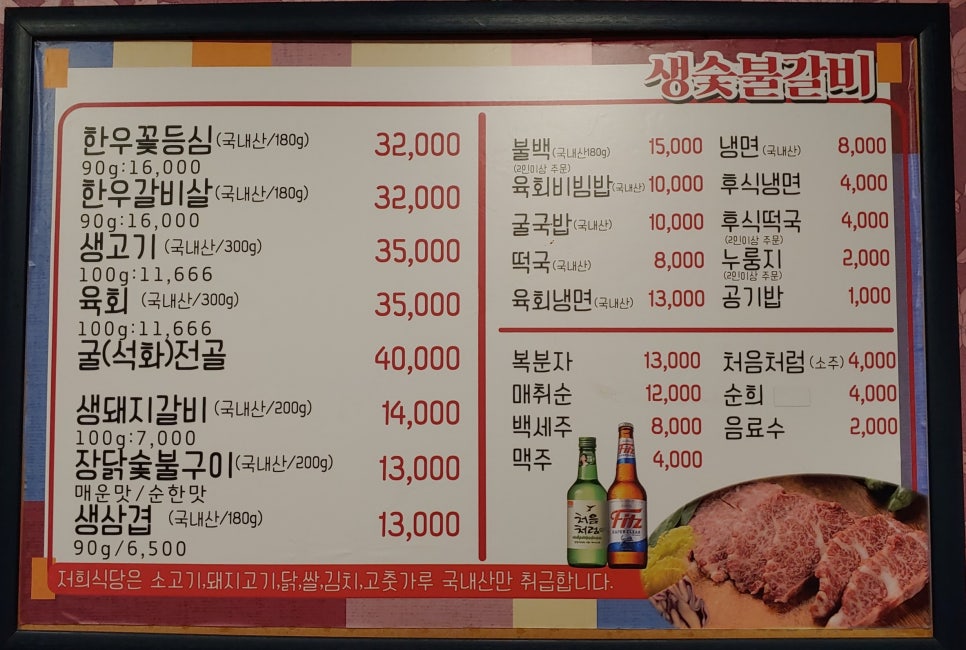 생숯불갈비
한우꽃등심(국내산/180g) 32,000
90g:16,000
한우갈비살(국내산/180g) 32,000
90g:16,000
생고기 (국내산/300g) 35,000
100g:11,666
육회 (국내산/300g) 35,000
100g:11,666
굴(석화)전골 40,000
생돼지갈비 (국내산/200g) 14,000
100g:7,000
장닭숯불구이(국내산/200g) 13,000
매운맛/순한맛
생삼겹 (국내산/180g) 13,000
90g/6,500
불백(국내산180g) 15,000
(2인이상 주문)
육회비빔밥(국내산) 10,000
굴국밥(국내산) 10,000
떡국(국내산) 8,000
육회냉면(국내산) 13,000
냉면(국내산) 8,000
후식냉면 4,000
후식떡국 4,000
(2인이상 주문)
누룽지 2,000
(2인이상 주문)
공기밥 1,000
복분자 13,000
매취순 12,000
백세주 8,000
맥주 4,000
처음처럼(소주) 4,000
순희 4,000
음료수 2,000
처음
처럼
Fitz
저희식당은 소고기,돼지고기,닭,쌀,김치,고춧가루 국내산만 취급합니다.